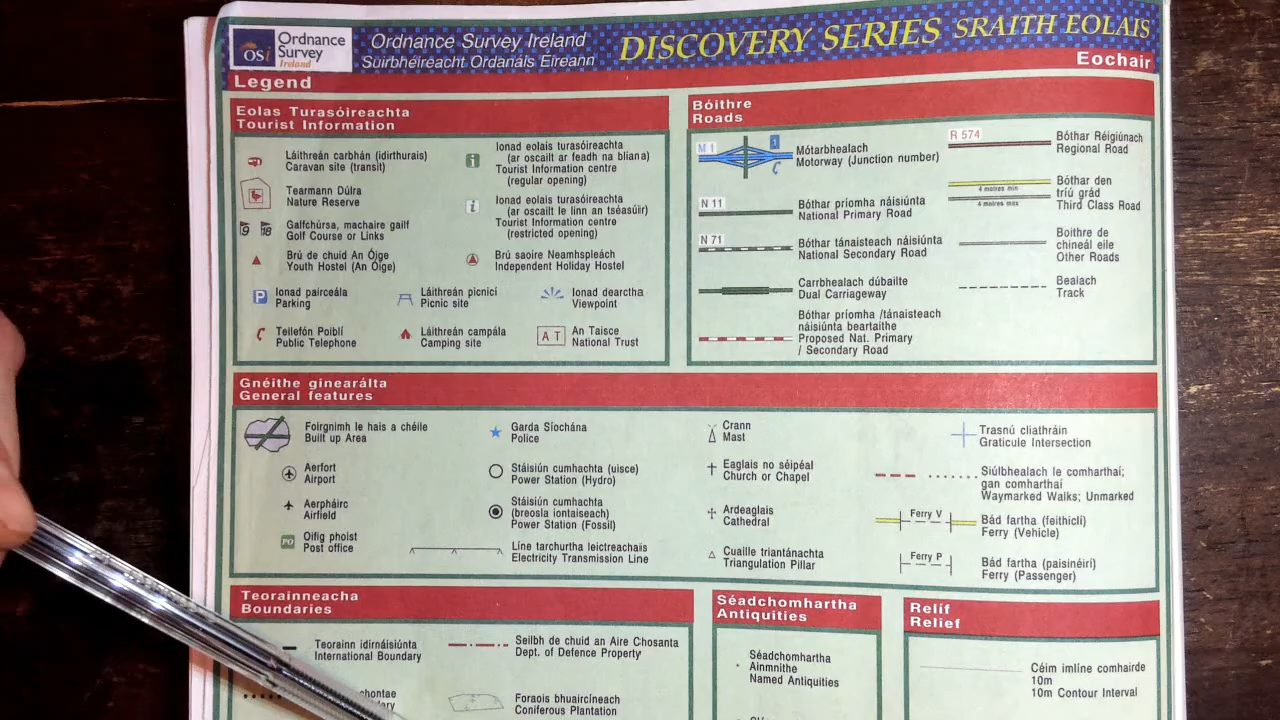 OSi
Ordnance
Survey
Ireland
Ordnance Survey Ireland
Suirbhéireacht Ordanáis Éireann
DISCOVERY SERIES SRAITH EOLAIS
Legend
Eochair
Eolas Turasóireachta
Tourist Information
Láithreán carbhán (idirthurais)
Caravan site (transit)
Tearmann Dúlra
Nature Reserve
9 18
Galfchúrsa, machaire gailf
Golf Course or Links
Brú de chuid An Óige
Youth Hostel (An Óige)
P
Ionad pairceála
Parking
Teilefón Poiblí
Public Telephone
i
Ionad eolais turasóireachta
(ar oscailt ar feadh na bliana)
Tourist Information centre
(regular opening)
i
Ionad eolais turasóireachta
(ar oscailt le linn an tséasúir)
Tourist Information centre
(restricted opening)
Brú saoire Neamhspleách
Independent Holiday Hostel
Láithreán picnicí
Picnic site
Ionad dearctha
Viewpoint
Láithreán campála
Camping site
A T
An Taisce
National Trust
Bóithre
Roads
M 1
1
Mótarbhealach
Motorway (Junction number)
N 11
Bóthar príomha náisiúnta
National Primary Road
N 71
Bóthar tánaisteach náisiúnta
National Secondary Road
Carrbhealach dúbailte
Dual Carriageway
Bóthar príomha /tánaisteach
náisiúnta beartaithe
Proposed Nat. Primary
/ Secondary Road
R 574
Bóthar Réigiúnach
Regional Road
4 metres min
4 metres max
Bóthar den
tríú grád
Third Class Road
Boithre de
chineál eile
Other Roads
Bealach
Track
Gnéithe ginearálta
General features
Foirgnimh le hais a chéile
Built up Area
Aerfort
Airport
Aerpháirc
Airfield
PO
Oifig phoist
Post office
Garda Síochána
Police
Stáisiún cumhachta (uisce)
Power Station (Hydro)
Stáisiún cumhachta
(breosla iontaiseach)
Power Station (Fossil)
Líne tarchurtha leictreachais
Electricity Transmission Line
Crann
Mast
Eaglais no séipéal
Church or Chapel
Ardeaglais
Cathedral
Cuaille triantánachta
Triangulation Pillar
Trasnú cliathráin
Graticule Intersection
Siúlbhealach le comharthaí;
gan comharthaí
Waymarked Walks; Unmarked
Ferry V
Bád fartha (feithiclí)
Ferry (Vehicle)
Ferry P
Bád fartha (paisinéirí)
Ferry (Passenger)
Teorainneacha
Boundaries
Teorainn idirnáisiúnta
International Boundary
Seilbh de chuid an Aire Chosanta
Dept. of Defence Property
Foraois bhuaircíneach
Coniferous Plantation
Séadchomhartha
Antiquities
Séadchomhartha
Ainmnithe
Named Antiquities
Relíf
Relief
Céim imlíne comhairde
10m
10m Contour Interval